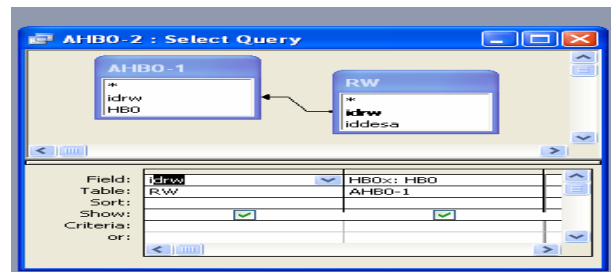 AHB0-2 : Select Query
AHB0-1
*
idrw
HB0
RW
*
idrw
iddesa
Field: idrw HB0x: HB0
Table: RW AHB0-1
Sort:
Show:
Criteria:
or: